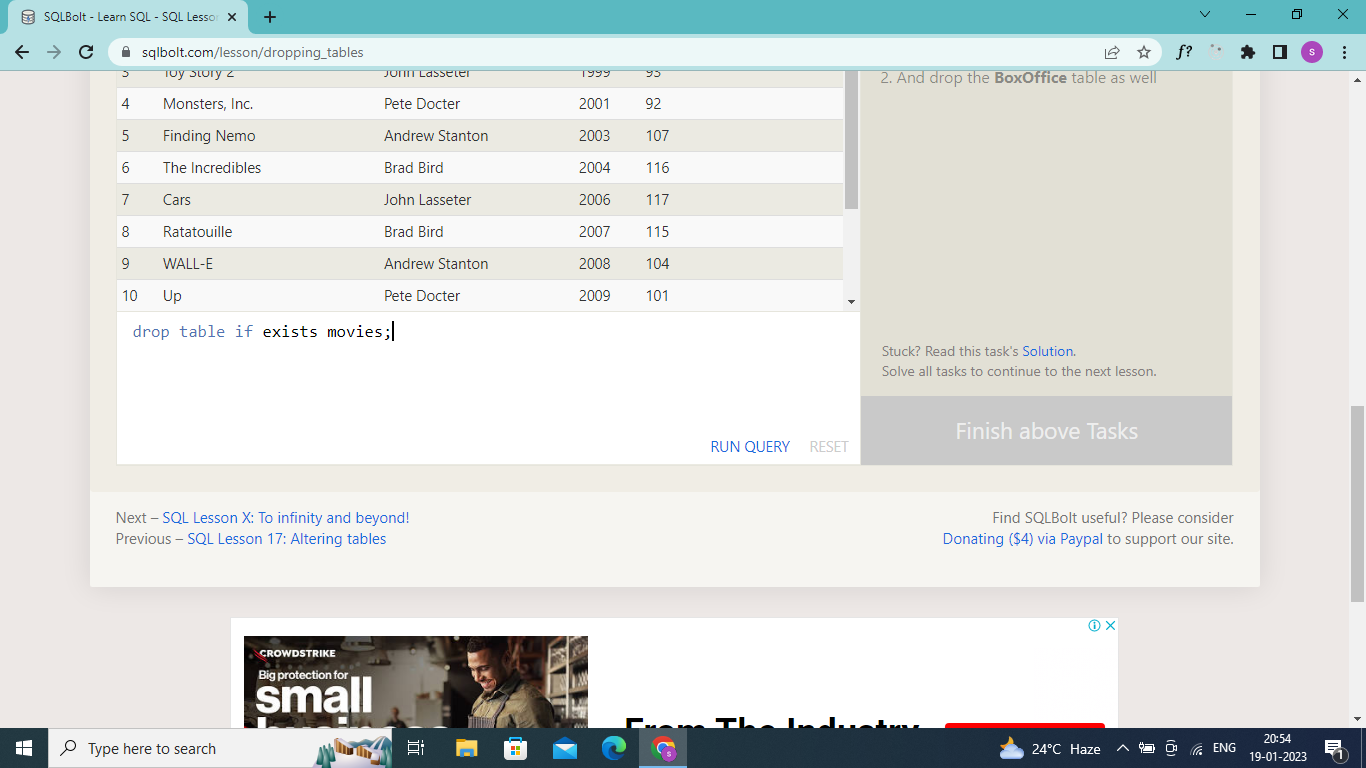 SQLBolt - Learn SQL - SQL Lesson
sqlbolt.com/lesson/dropping_tables
f?
S
3 Toy Story 2 John Lasseter 1999 93
4 Monsters, Inc. Pete Docter 2001 92
5 Finding Nemo Andrew Stanton 2003 107
6 The Incredibles Brad Bird 2004 116
7 Cars John Lasseter 2006 117
8 Ratatouille Brad Bird 2007 115
9 WALL-E Andrew Stanton 2008 104
10 Up Pete Docter 2009 101
2. And drop the BoxOffice table as well
drop table if exists movies;
RUN QUERY RESET
Stuck? Read this task's Solution.
Solve all tasks to continue to the next lesson.
Finish above Tasks
Next – SQL Lesson X: To infinity and beyond!
Previous – SQL Lesson 17: Altering tables
Find SQLBolt useful? Please consider
Donating ($4) via Paypal to support our site.
CROWDSTRIKE
Big protection for
small
business
From The Industry
Type here to search
24°C Haze
ENG
20:54
19-01-2023
1